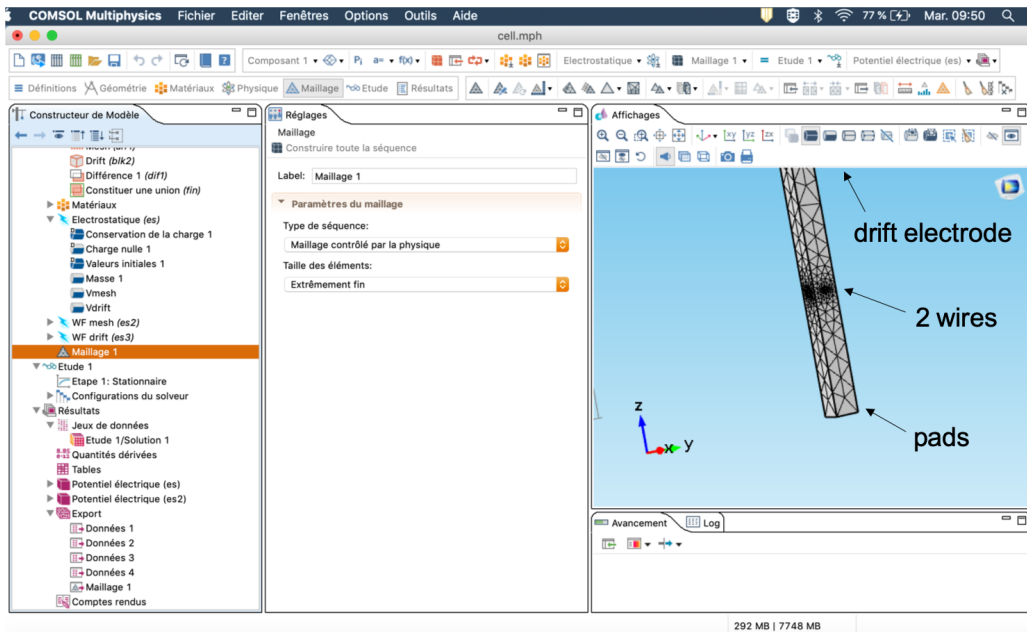 COMSOL Multiphysics Fichier Editer Fenêtres Options Outils Aide 77 % Mar. 09:50
cell.mph
Composant 1 Pi a= f(x) Electrostatique Maillage 1 = Etude 1 Potentiel électrique (es)
Définitions Géométrie Matériaux Physique Maillage Etude Résultats
Constructeur de Modèle
Drift (blk2)
Différence 1 (dif1)
Constituer une union (fin)
Matériaux
Electrostatique (es)
Conservation de la charge 1
Charge nulle 1
Valeurs initiales 1
Masse 1
Vmesh
Vdrift
WF mesh (es2)
WF drift (es3)
Maillage 1
Etude 1
Etape 1: Stationnaire
Configurations du solveur
Résultats
Jeux de données
Etude 1/Solution 1
Quantités dérivées
Tables
Potentiel électrique (es)
Potentiel électrique (es2)
Export
Données 1
Données 2
Données 3
Données 4
Maillage 1
Comptes rendus
Réglages
Maillage
Construire toute la séquence
Label: Maillage 1
Paramètres du maillage
Type de séquence:
Maillage contrôlé par la physique
Taille des éléments:
Extrêmement fin
Affichages
xy yz zx
drift electrode
2 wires
pads
z
x y
Avancement Log
292 MB | 7748 MB